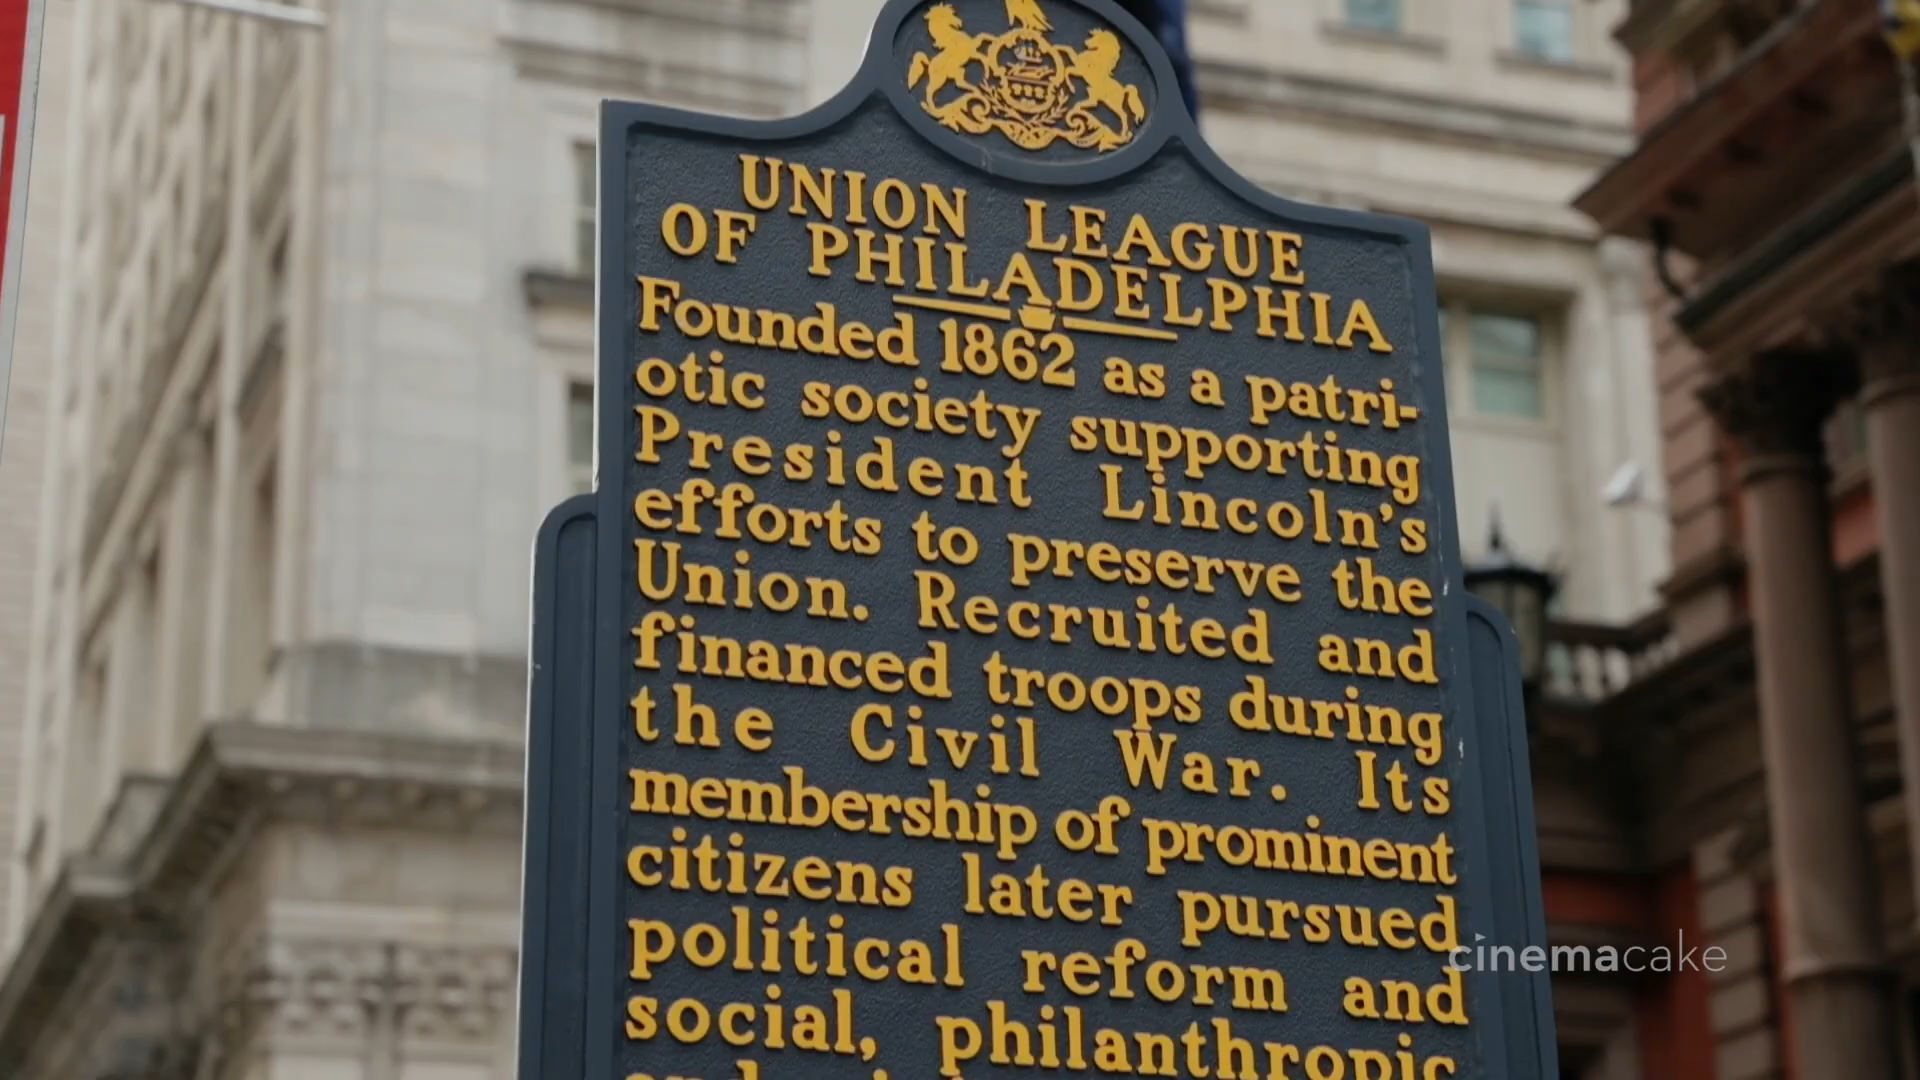 UNION LEAGUE
OF PHILADELPHIA
Founded 1862 as a patri-
otic society supporting
President Lincoln's
efforts to preserve the
Union. Recruited and
financed troops during
the Civil War. Its
membership of prominent
citizens later pursued
political reform and
social, philanthropic
cinemacake